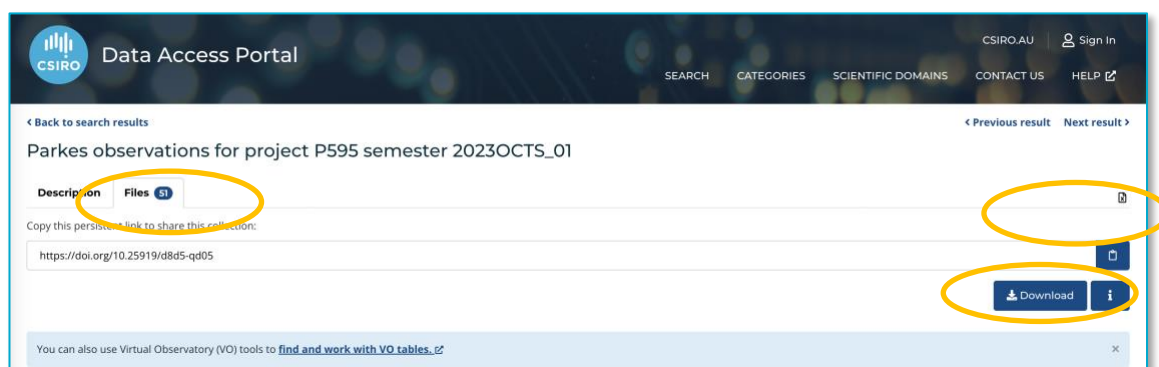 CSIRO
Data Access Portal
CSIRO.AU Sign In
SEARCH CATEGORIES SCIENTIFIC DOMAINS CONTACT US HELP
Back to search results
Previous result Next result
Parkes observations for project P595 semester 2023OCTS_01
Description Files 51
Copy this persistent link to share this collection:
https://doi.org/10.25919/d8d5-qd05
Download i
You can also use Virtual Observatory (VO) tools to find and work with VO tables. ×